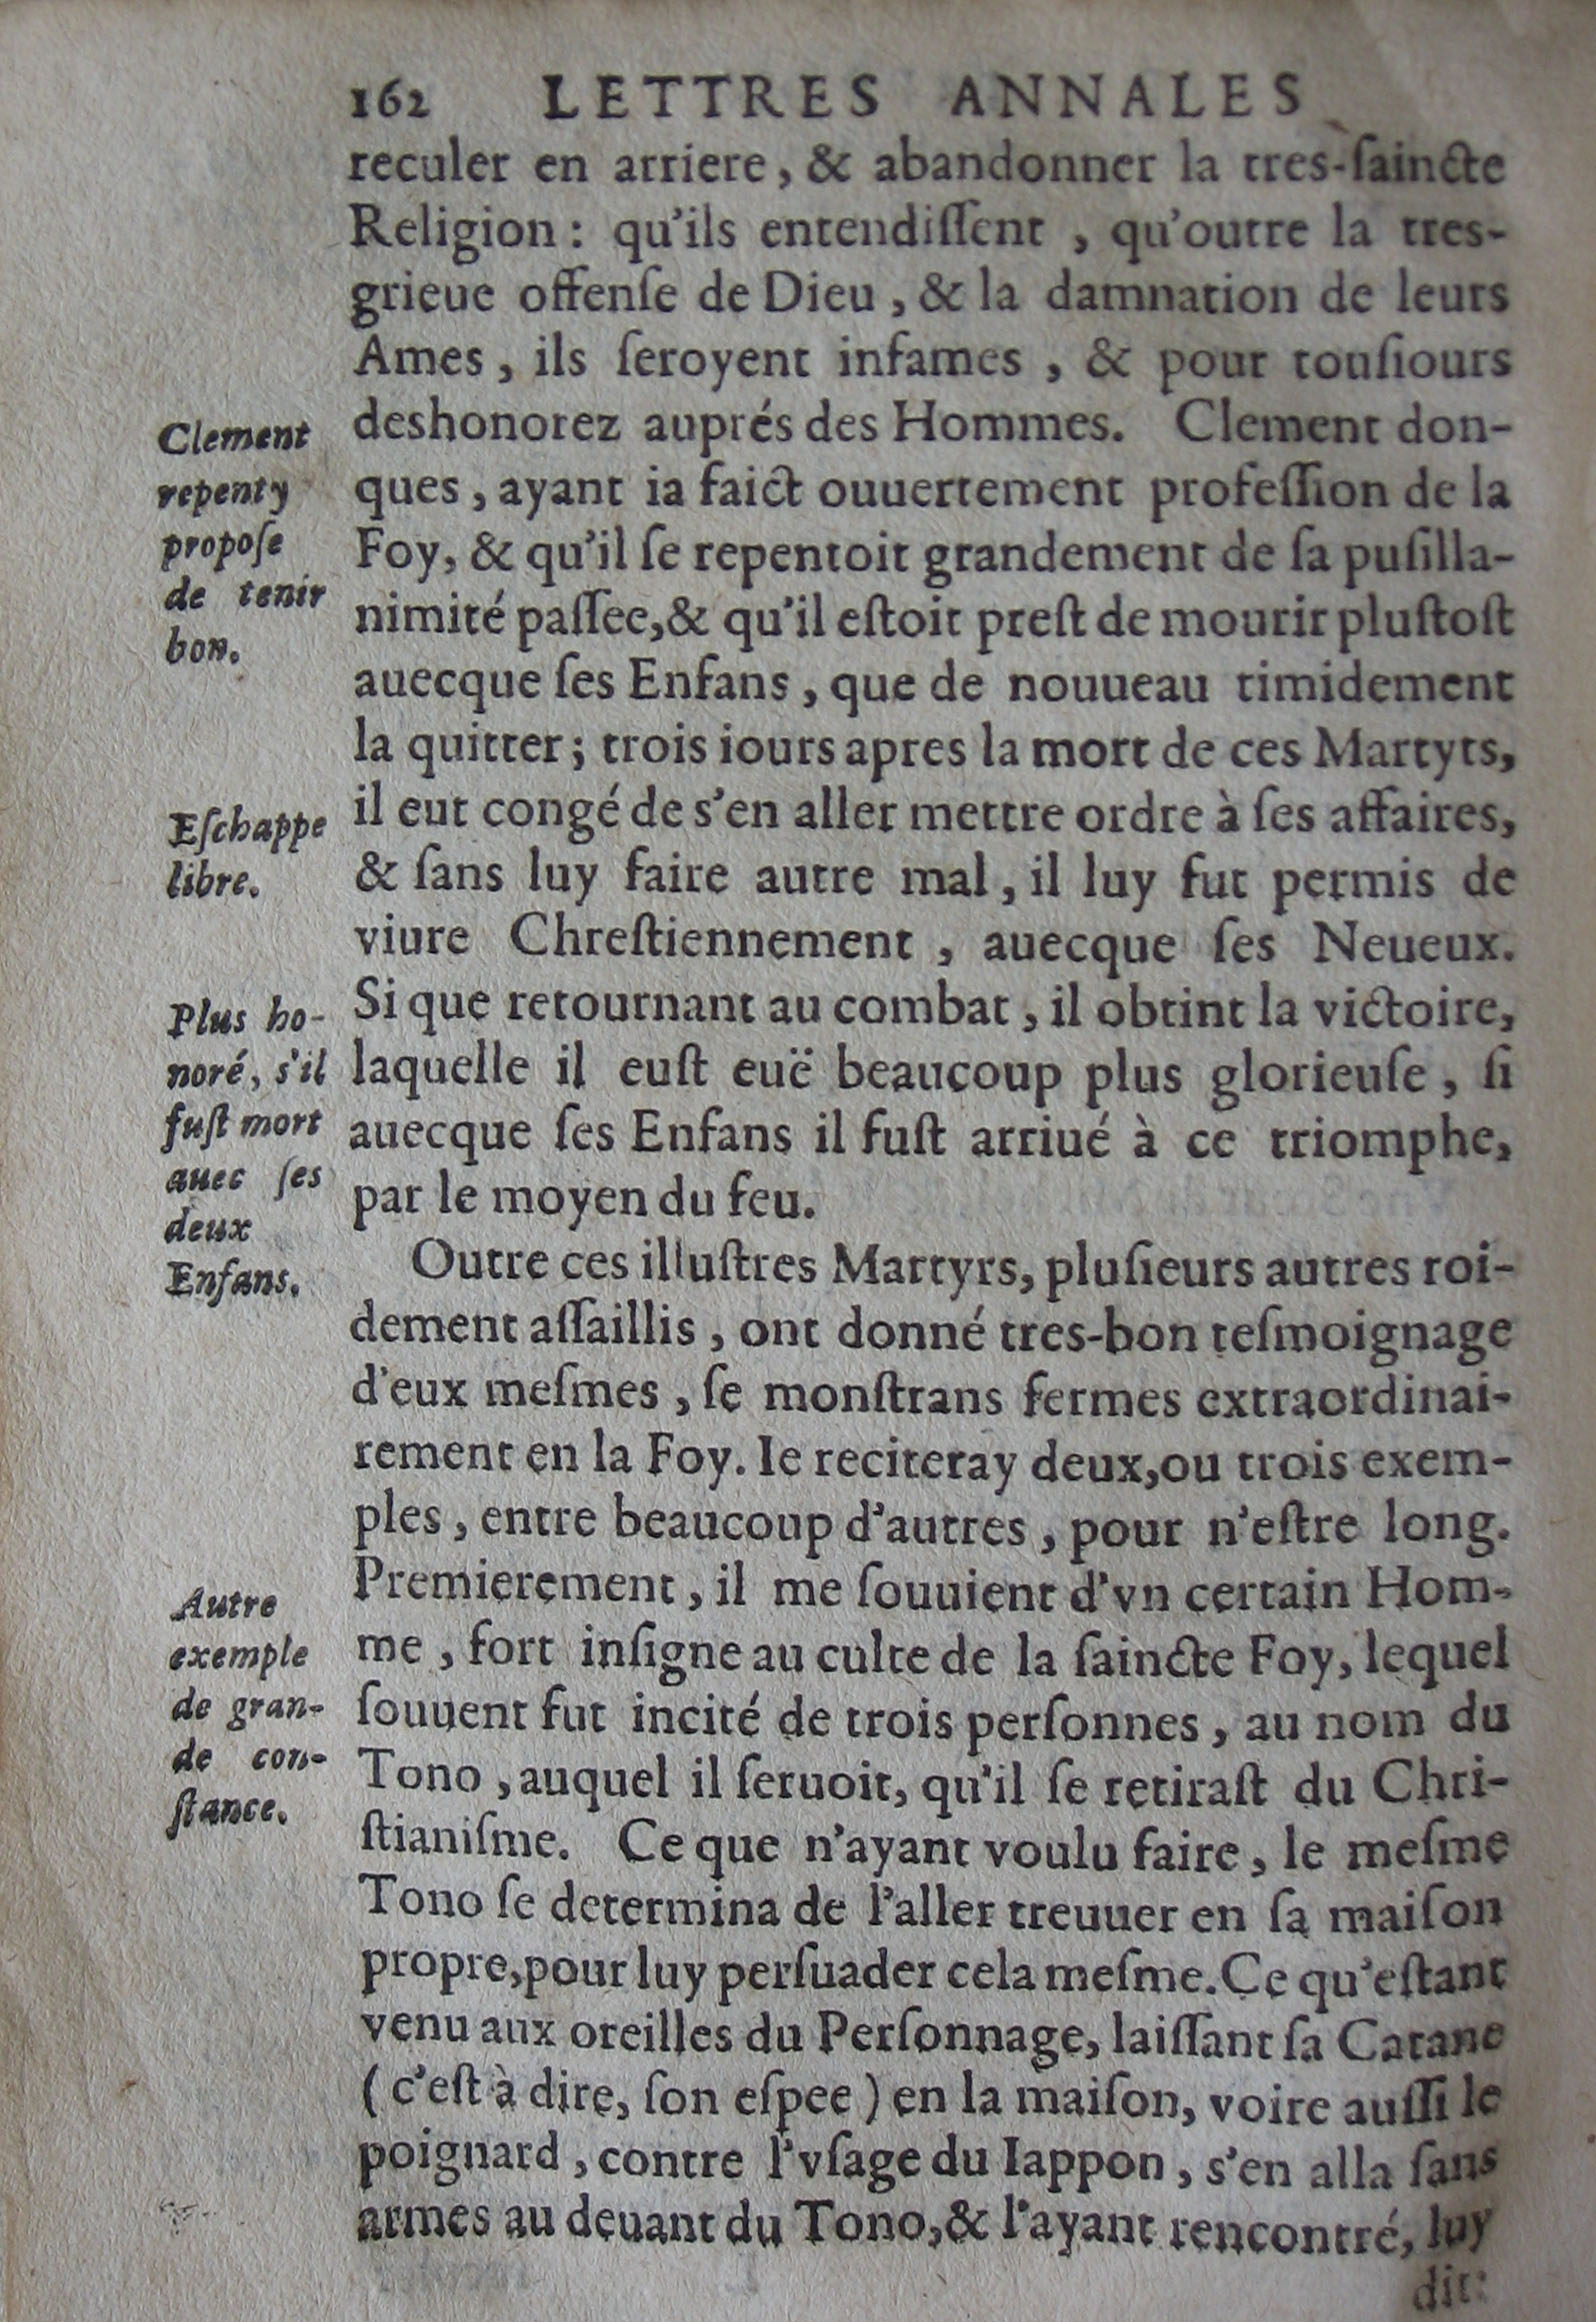 162 LETTRES ANNALES
reculer en arriere, & abandonner la tres-ſaincte
Religion: qu'ils entendiſſent, qu'outre la tres-
grieue offenſe de Dieu, & la damnation de leurs
Ames, ils ſeroyent infames, & pour touſiours
deshonorez auprés des Hommes. Clement don-
ques, ayant ia faict ouuertement profeſſion de la
Foy, & qu'il ſe repentoit grandement de ſa puſilla-
nimité paſſee, & qu'il eſtoit preſt de mourir pluſtoſt
auecque ſes Enfans, que de nouueau timidement
la quitter; trois iours apres la mort de ces Martyrs,
il eut congé de s'en aller mettre ordre à ſes affaires,
& ſans luy faire autre mal, il luy fut permis de
viure Chreſtiennement, auecque ſes Neueux.
Si que retournant au combat, il obtint la victoire,
laquelle il euſt euë beaucoup plus glorieuſe, ſi
auecque ſes Enfans il fuſt arriué à ce triomphe,
par le moyen du feu.
Outre ces illuſtres Martyrs, pluſieurs autres roi-
dement aſſaillis, ont donné tres-bon teſmoignage
d'eux meſmes, ſe monſtrans fermes extraordinai-
rement en la Foy. Ie reciteray deux, ou trois exem-
ples, entre beaucoup d'autres, pour n'eſtre long.
Premierement, il me ſouuient d'vn certain Hom-
me, fort inſigne au culte de la ſaincte Foy, lequel
ſouuent fut incité de trois perſonnes, au nom du
Tono, auquel il ſeruoit, qu'il ſe retiraſt du Chri-
ſtianiſme. Ce que n'ayant voulu faire, le meſme
Tono ſe determina de l'aller treuuer en ſa maiſon
propre, pour luy perſuader cela meſme. Ce qu'eſtant
venu aux oreilles du Perſonnage, laiſſant ſa Catane
(c'eſt à dire, ſon eſpee) en la maiſon, voire auſſi le
poignard, contre l'vſage du Iappon, s'en alla ſans
armes au deuant du Tono, & l'ayant rencontré, luy
dit:
Clement
repenty
propoſe
de tenir
bon.
Eſchappe
libre.
Plus ho-
noré, s'il
fuſt mort
auec ſes
deux
Enfans.
Autre
exemple
de gran-
de con-
ſtance.